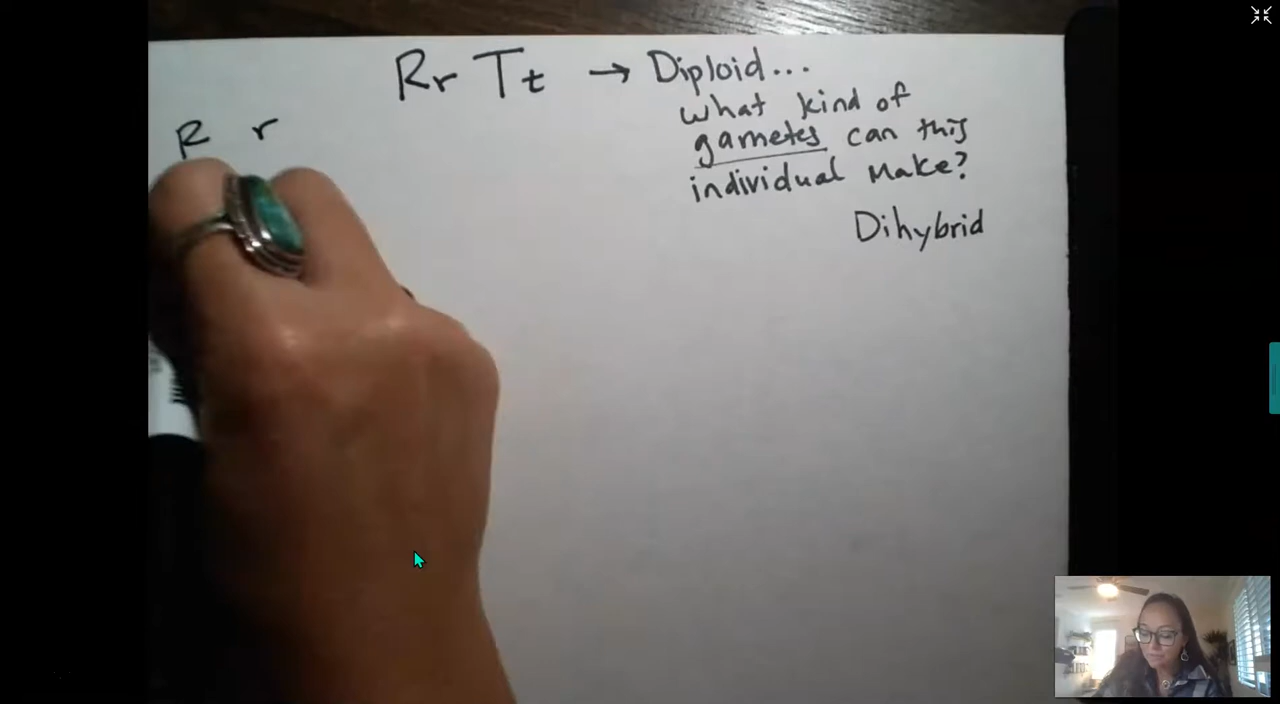 Rr Tt → Diploid...
what kind of
gametes can this
individual make?
Dihybrid
R r